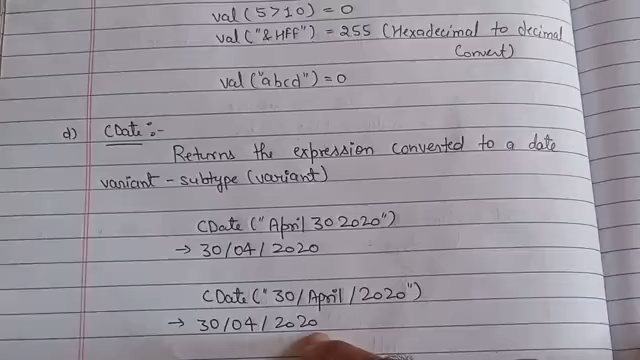 val(5>10) = 0
val("&HFF") = 255 (Hexadecimal to decimal
Convert)
val("abcd") = 0
d) CDate :-
Returns the expression converted to a date
variant - subtype (variant)
CDate ("April 30 2020")
→ 30/04/2020
CDate ("30/April/2020")
→ 30/04/2020